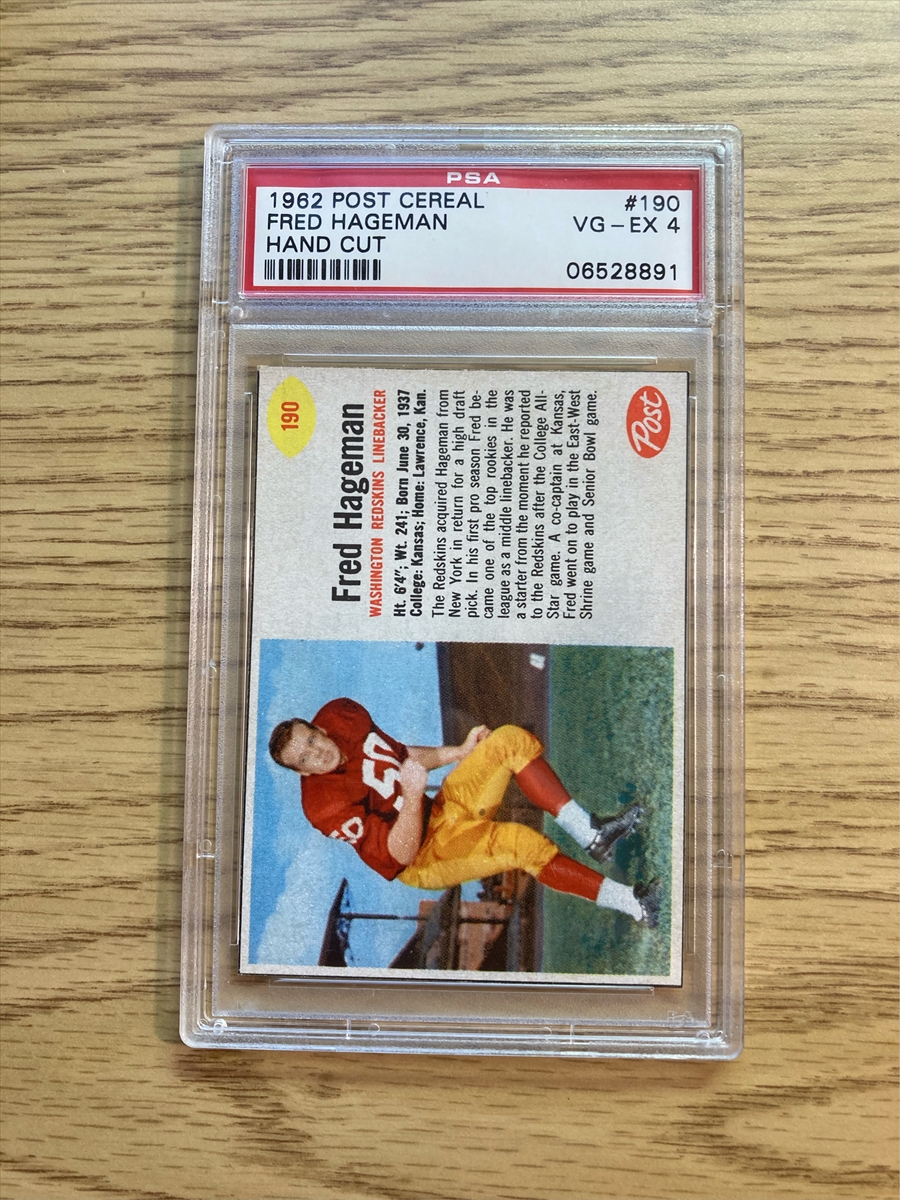 PSA
1962 POST CEREAL #190
FRED HAGEMAN VG-EX 4
HAND CUT
06528891
190
Fred Hageman
WASHINGTON REDSKINS LINEBACKER
Ht. 6'4"; Wt. 241; Born June 30, 1937
College: Kansas; Home: Lawrence, Kan.
The Redskins acquired Hageman from
New York in return for a high draft
pick. In his first pro season Fred be-
came one of the top rookies in the
league as a middle linebacker. He was
a starter from the moment he reported
to the Redskins after the College All-
Star game. A co-captain at Kansas,
Fred went on to play in the East-West
Shrine game and Senior Bowl game.
Post
50
50